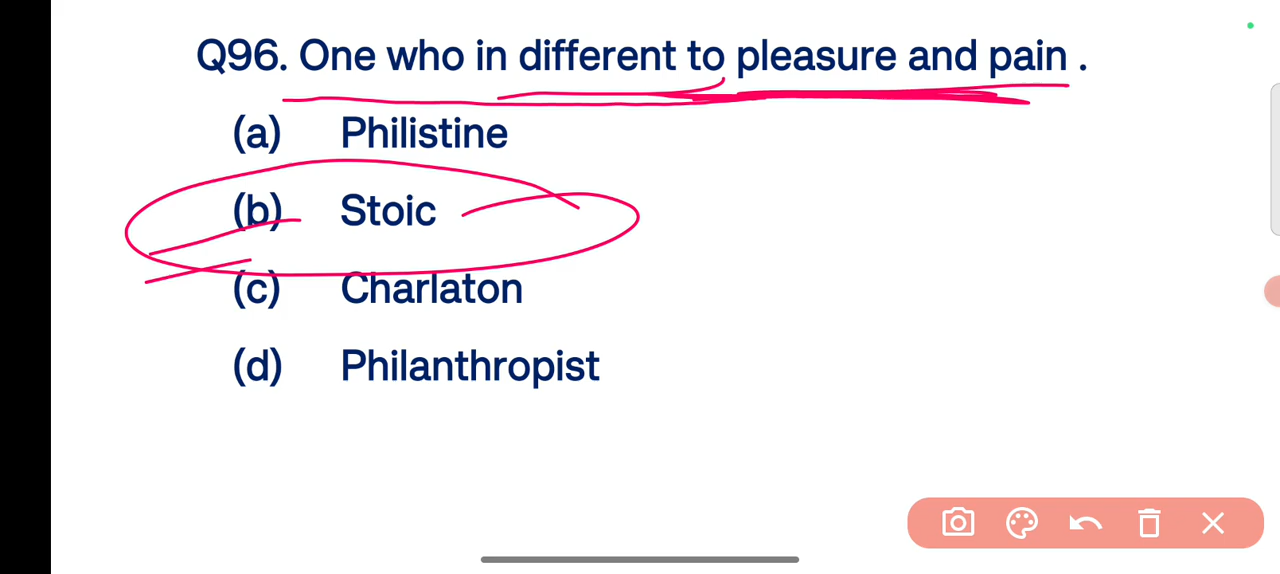 Q96. One who in different to pleasure and pain .
(a) Philistine
(b) Stoic
(c) Charlaton
(d) Philanthropist